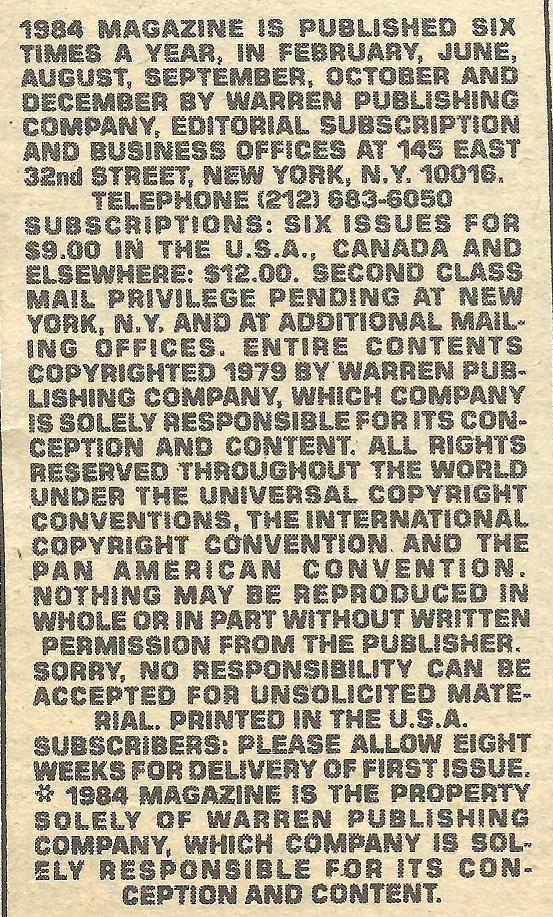 1984 MAGAZINE IS PUBLISHED SIX
TIMES A YEAR, IN FEBRUARY, JUNE,
AUGUST, SEPTEMBER, OCTOBER AND
DECEMBER BY WARREN PUBLISHING
COMPANY, EDITORIAL SUBSCRIPTION
AND BUSINESS OFFICES AT 145 EAST
32nd STREET, NEW YORK, N.Y. 10016.
TELEPHONE (212) 683-6050
SUBSCRIPTIONS: SIX ISSUES FOR
$9.00 IN THE U.S.A., CANADA AND
ELSEWHERE: $12.00. SECOND CLASS
MAIL PRIVILEGE PENDING AT NEW
YORK, N.Y. AND AT ADDITIONAL MAIL-
ING OFFICES. ENTIRE CONTENTS
COPYRIGHTED 1979 BY WARREN PUB-
LISHING COMPANY, WHICH COMPANY
IS SOLELY RESPONSIBLE FOR ITS CON-
CEPTION AND CONTENT. ALL RIGHTS
RESERVED THROUGHOUT THE WORLD
UNDER THE UNIVERSAL COPYRIGHT
CONVENTIONS, THE INTERNATIONAL
COPYRIGHT CONVENTION AND THE
PAN AMERICAN CONVENTION.
NOTHING MAY BE REPRODUCED IN
WHOLE OR IN PART WITHOUT WRITTEN
PERMISSION FROM THE PUBLISHER.
SORRY, NO RESPONSIBILITY CAN BE
ACCEPTED FOR UNSOLICITED MATE-
RIAL. PRINTED IN THE U.S.A.
SUBSCRIBERS: PLEASE ALLOW EIGHT
WEEKS FOR DELIVERY OF FIRST ISSUE.
✲ 1984 MAGAZINE IS THE PROPERTY
SOLELY OF WARREN PUBLISHING
COMPANY, WHICH COMPANY IS SOL-
ELY RESPONSIBLE FOR ITS CON-
CEPTION AND CONTENT.